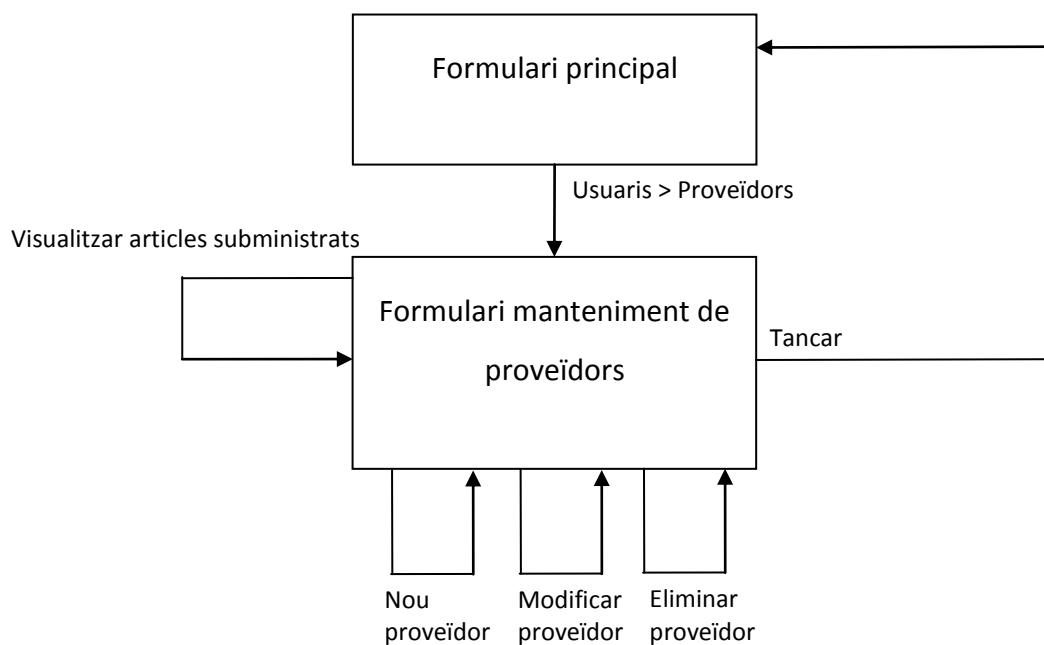 Formulari principal
Usuaris > Proveïdors
Visualitzar articles subministrats
Formulari manteniment de
proveïdors
Tancar
Nou
proveïdor
Modificar
proveïdor
Eliminar
proveïdor